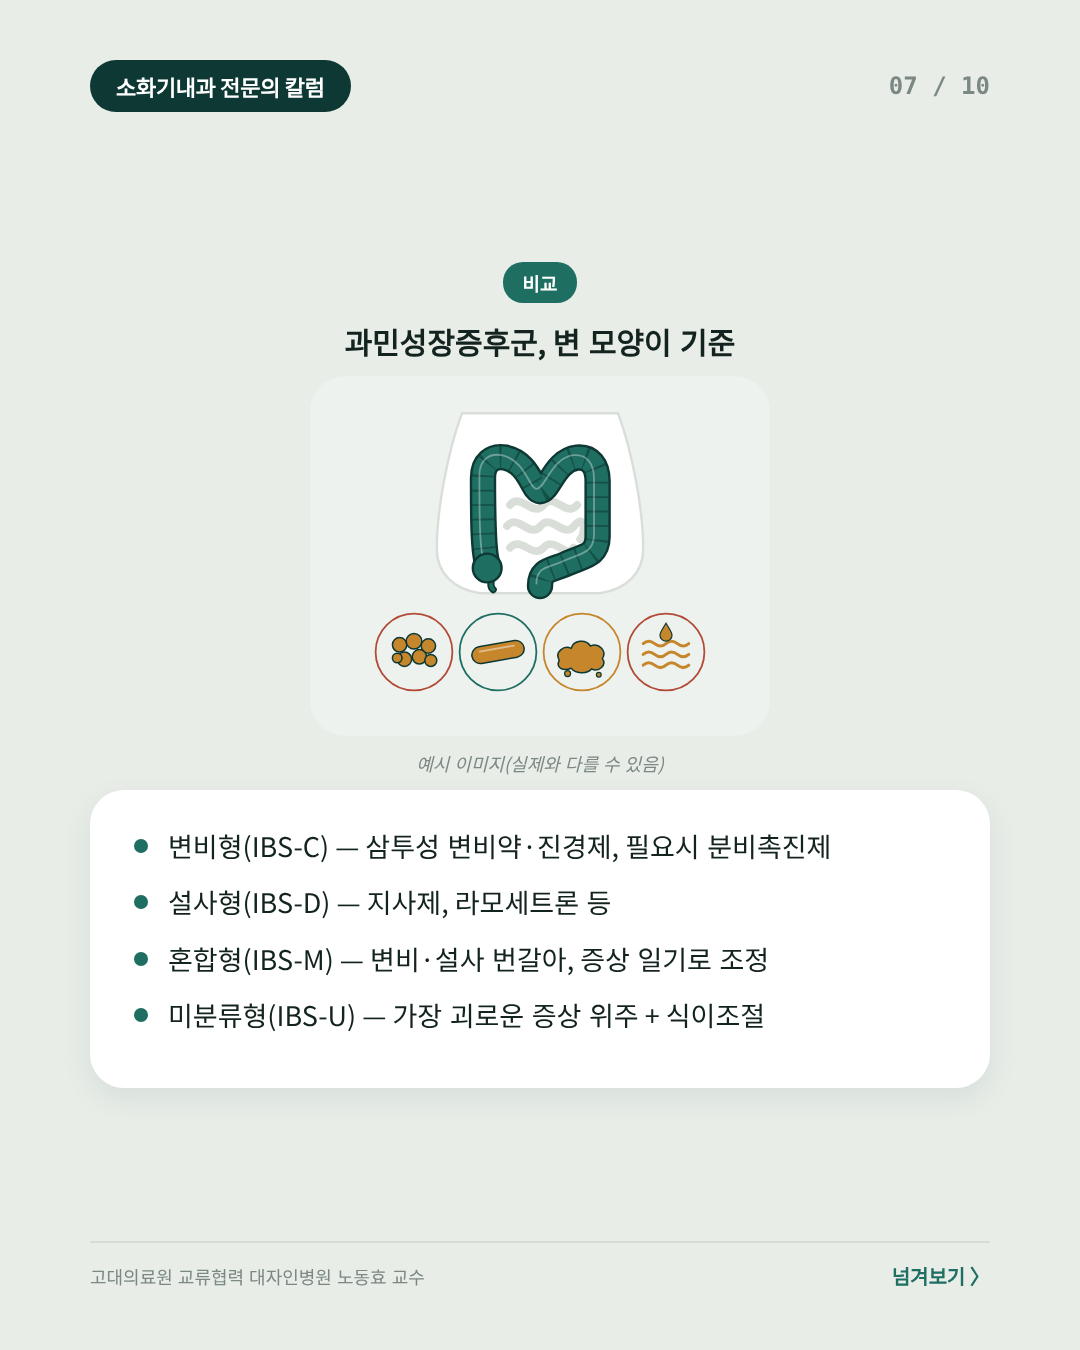 소화기내과 전문의 칼럼
07 / 10
비교
과민성장증후군, 변 모양이 기준
예시 이미지(실제와 다를 수 있음)
변비형(IBS-C) — 삼투성 변비약·진경제, 필요시 분비촉진제
설사형(IBS-D) — 지사제, 라모세트론 등
혼합형(IBS-M) — 변비·설사 번갈아, 증상 일기로 조정
미분류형(IBS-U) — 가장 괴로운 증상 위주 + 식이조절
고대의료원 교류협력 대자인병원 노동효 교수
넘겨보기 〉